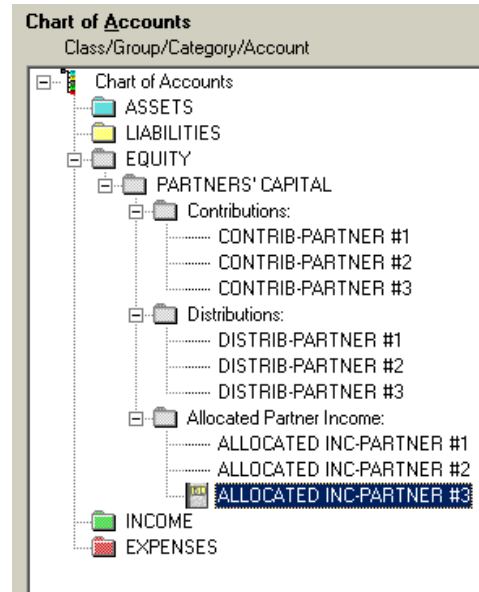 Chart of Accounts
Class/Group/Category/Account
Chart of Accounts
ASSETS
LIABILITIES
EQUITY
PARTNERS' CAPITAL
Contributions:
CONTRIB-PARTNER #1
CONTRIB-PARTNER #2
CONTRIB-PARTNER #3
Distributions:
DISTRIB-PARTNER #1
DISTRIB-PARTNER #2
DISTRIB-PARTNER #3
Allocated Partner Income:
ALLOCATED INC-PARTNER #1
ALLOCATED INC-PARTNER #2
ALLOCATED INC-PARTNER #3
INCOME
EXPENSES